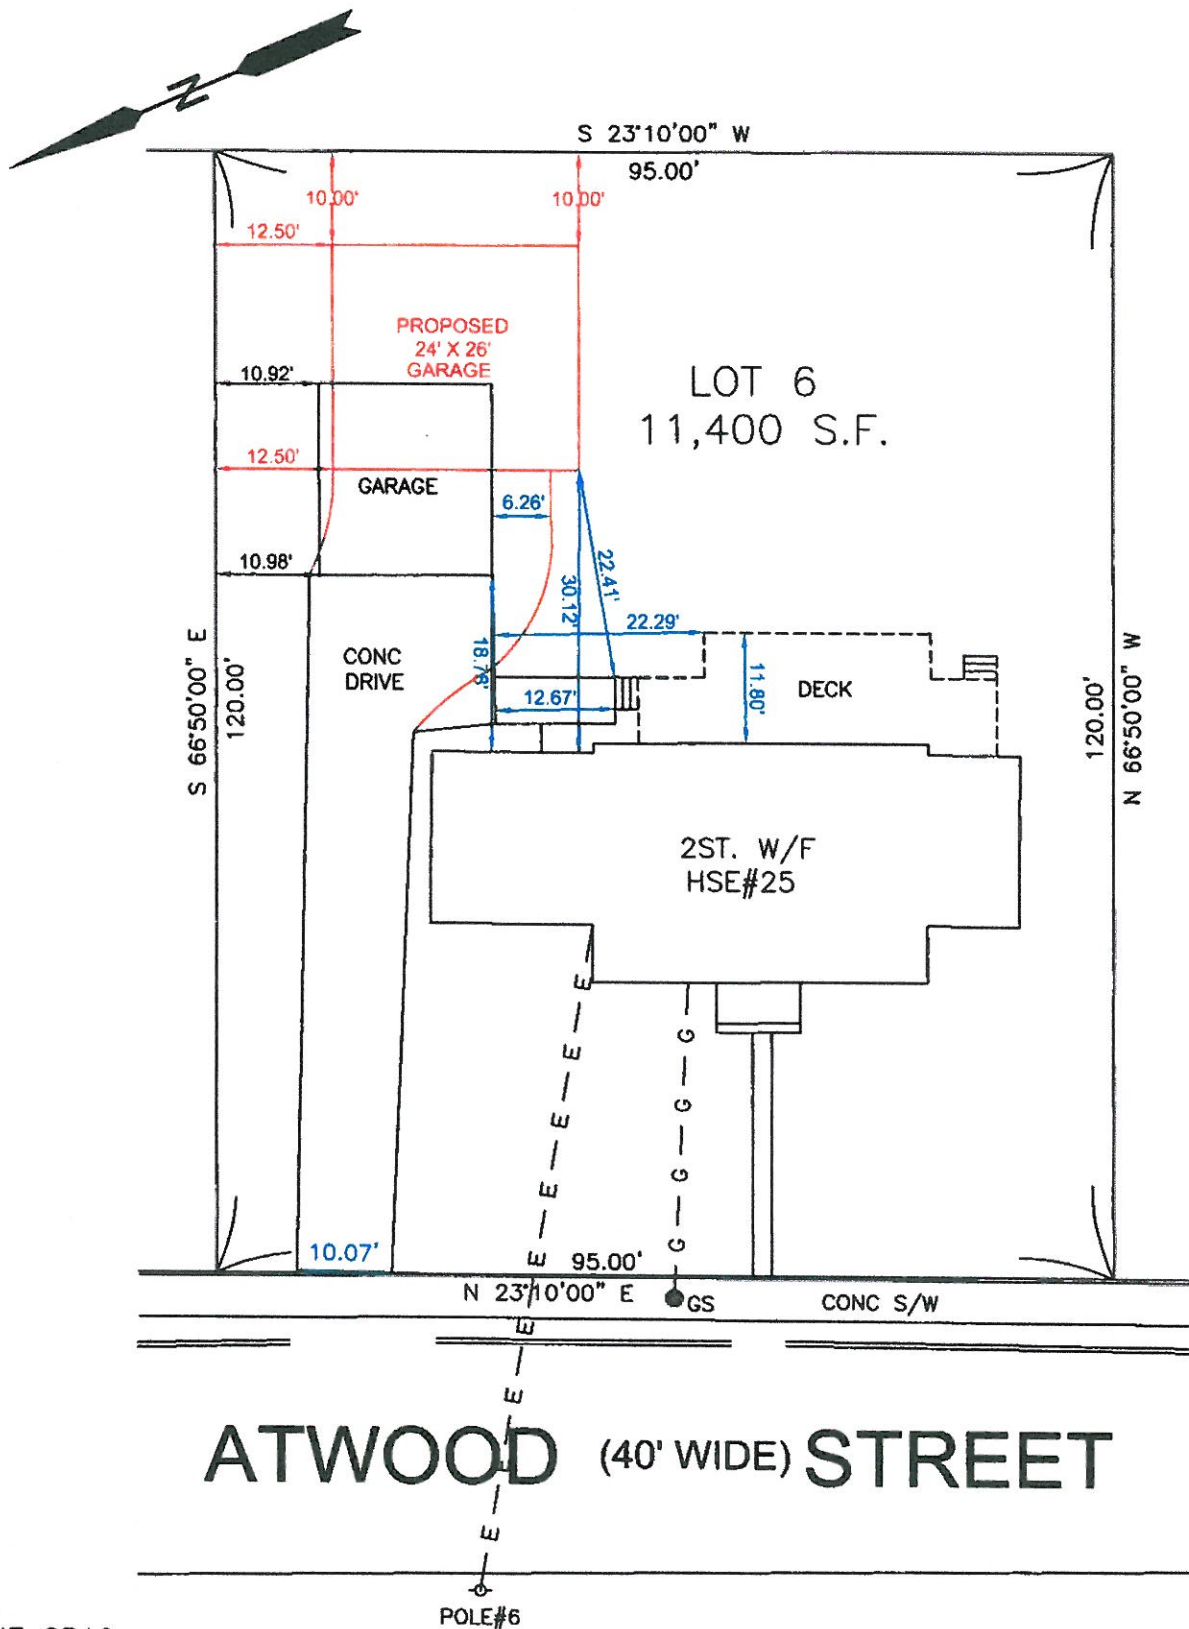 N
S 23°10'00" W
95.00'
10.00'
10.00'
12.50'
PROPOSED
24' X 26'
GARAGE
10.92'
LOT 6
11,400 S.F.
12.50'
GARAGE
6.26'
10.98'
22.41'
30.12'
22.29'
18.78'
12.67'
11.80'
CONC
DRIVE
DECK
S 66°50'00" E
120.00'
120.00'
N 66°50'00" W
2ST. W/F
HSE#25
E
E
E
E
E
E
E
E
E
G
G
G
G
G
10.07'
95.00'
N 23°10'00" E
GS
CONC S/W
ATWOOD (40' WIDE) STREET
POLE#6